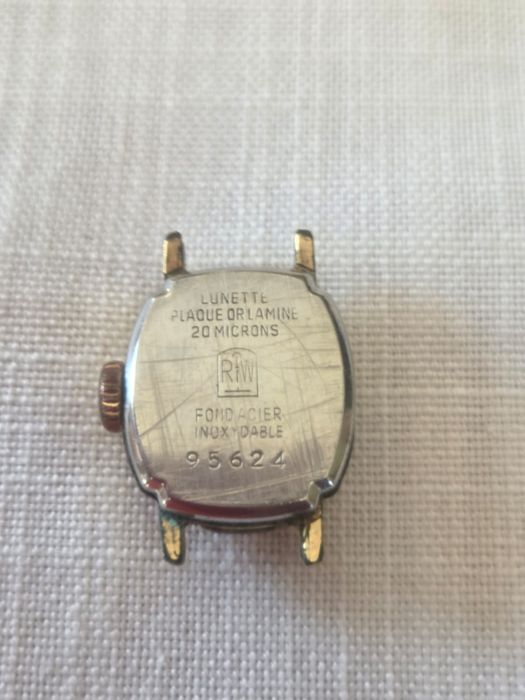 LUNETTE
PLAQUE OR LAMINE
20 MICRONS
RW
FOND ACIER
INOXYDABLE
95624